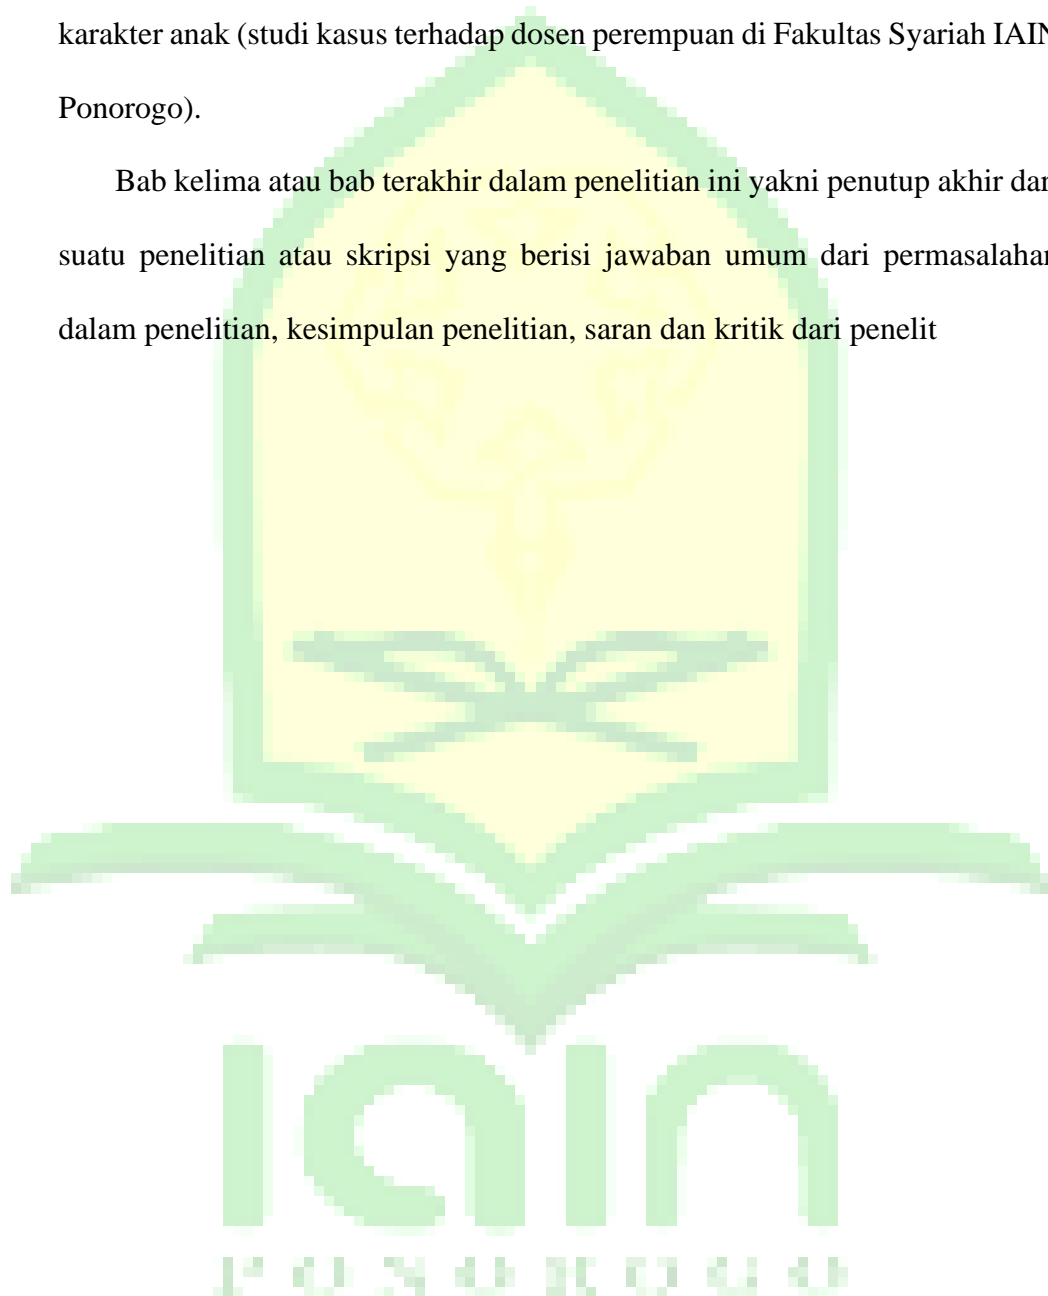 karakter anak (studi kasus terhadap dosen perempuan di Fakultas Syariah IAIN
Ponorogo).
Bab kelima atau bab terakhir dalam penelitian ini yakni penutup akhir dar
suatu penelitian atau skripsi yang berisi jawaban umum dari permasalahan
dalam penelitian, kesimpulan penelitian, saran dan kritik dari penelit
iain
PONOROGO